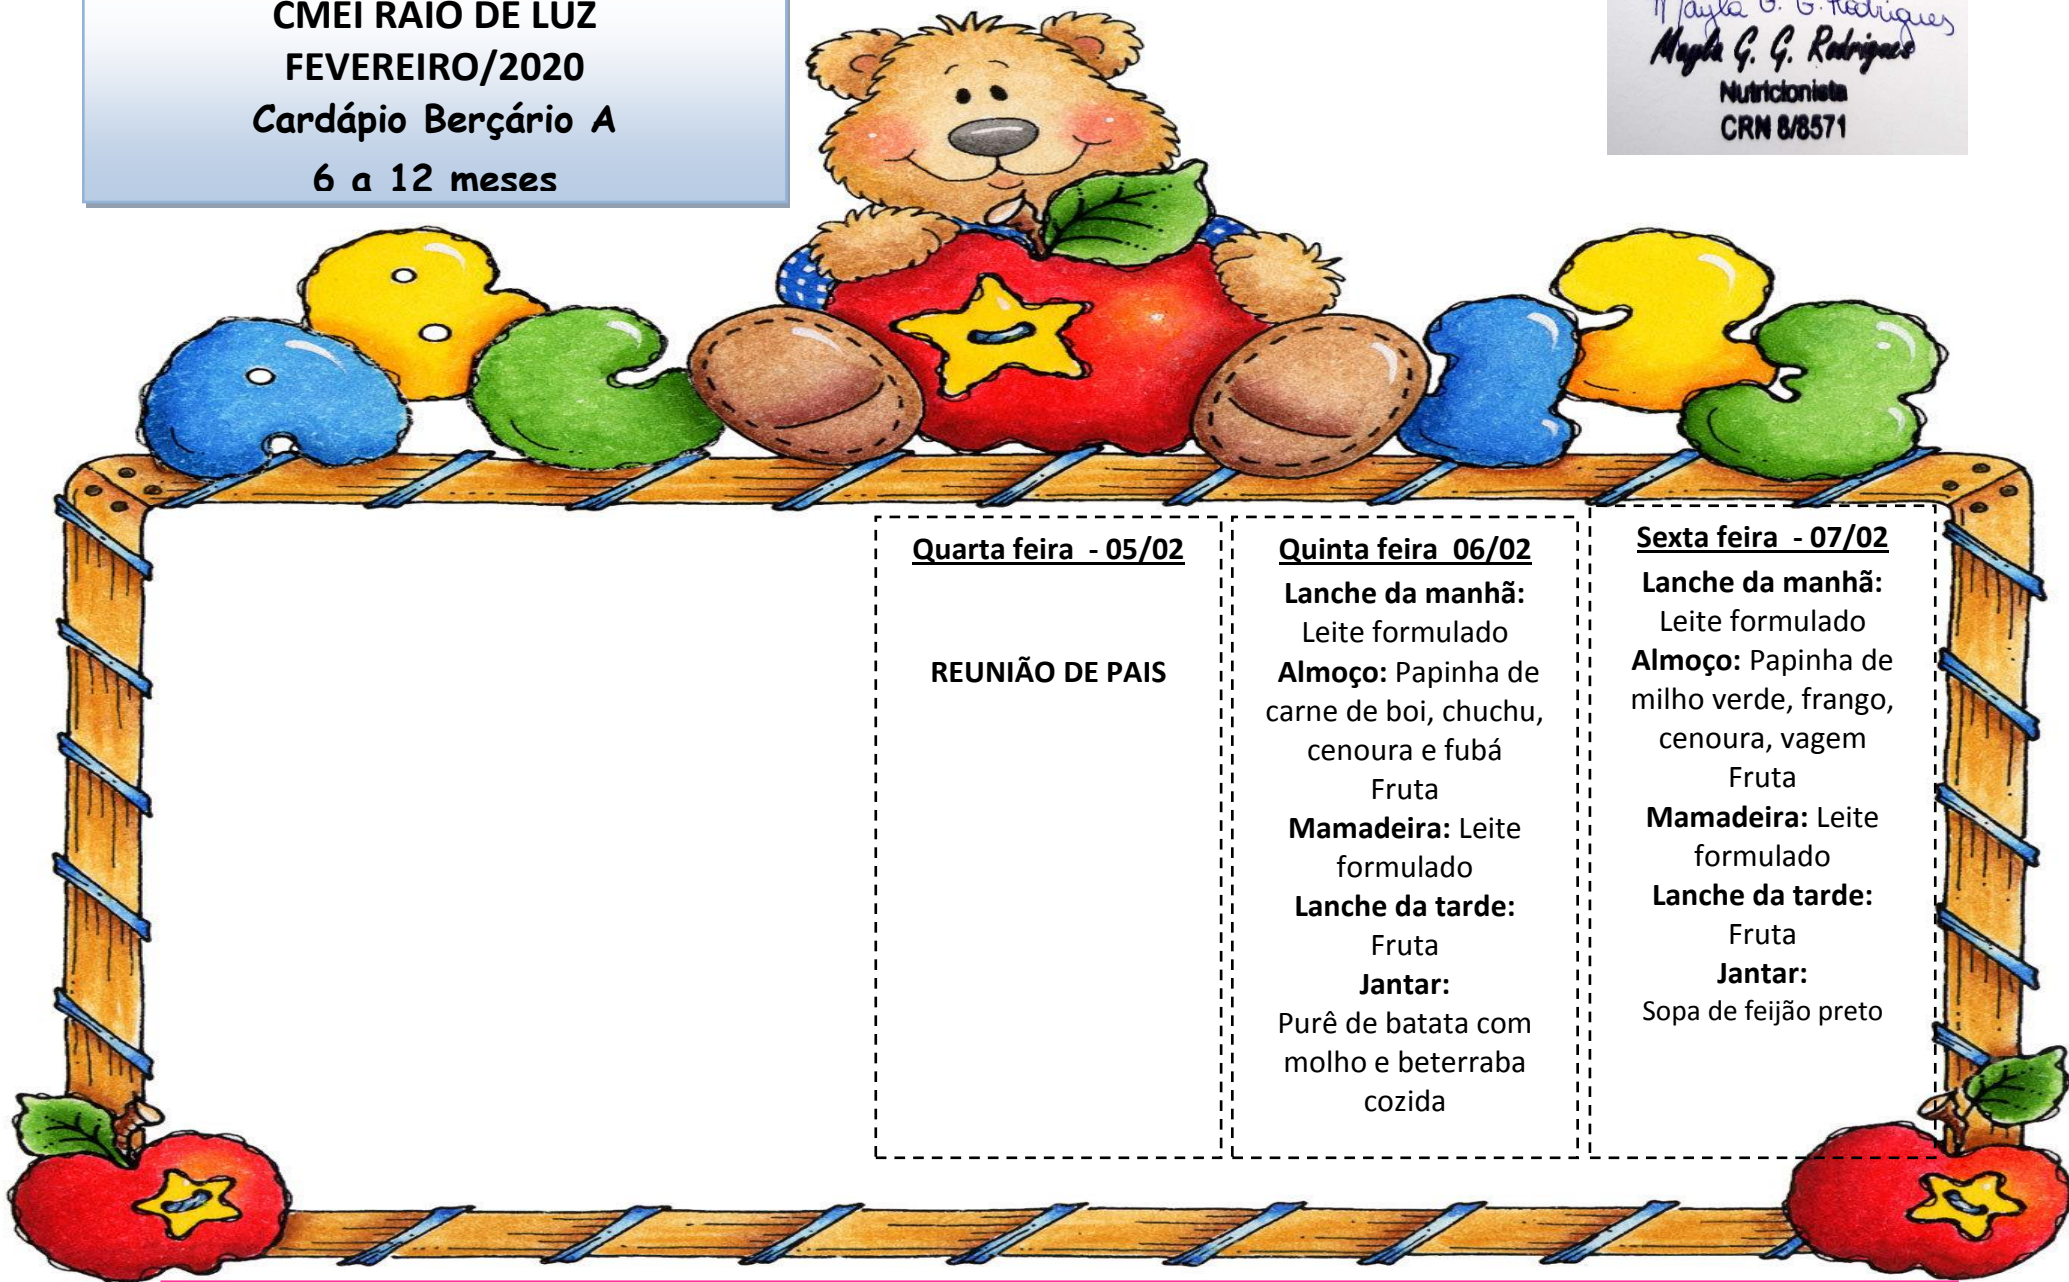 CMEI RAIO DE LUZ
FEVEREIRO/2020
Cardápio Berçário A
6 a 12 meses
Mayla G. G. Rodrigues
Mayla G. G. Rodrigues
Nutricionista
CRN 8/8571
Quarta feira - 05/02
REUNIÃO DE PAIS
Quinta feira 06/02
Lanche da manhã:
Leite formulado
Almoço: Papinha de
carne de boi, chuchu,
cenoura e fubá
Fruta
Mamadeira: Leite
formulado
Lanche da tarde:
Fruta
Jantar:
Purê de batata com
molho e beterraba
cozida
Sexta feira - 07/02
Lanche da manhã:
Leite formulado
Almoço: Papinha de
milho verde, frango,
cenoura, vagem
Fruta
Mamadeira: Leite
formulado
Lanche da tarde:
Fruta
Jantar:
Sopa de feijão preto